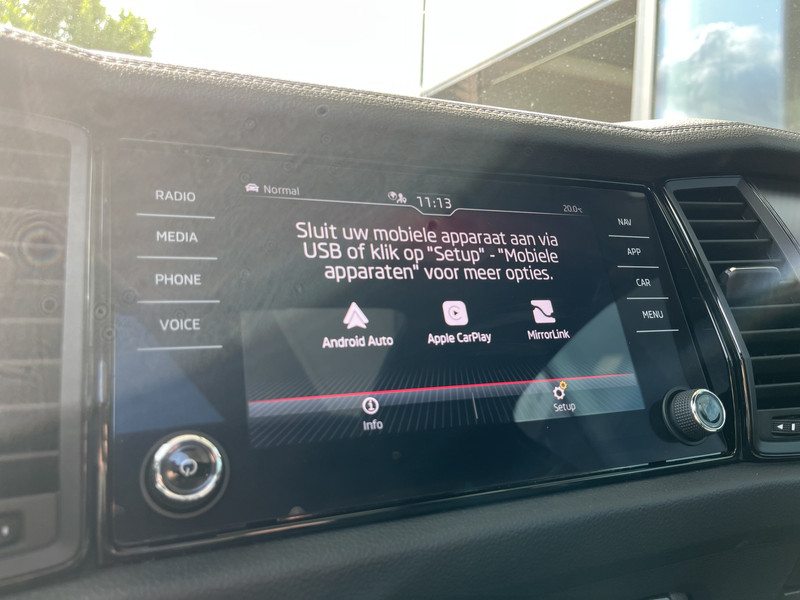 RADIO
MEDIA
PHONE
VOICE
Normal
11:13
20.0°C
Sluit uw mobiele apparaat aan via
USB of klik op "Setup" - "Mobiele
apparaten" voor meer opties.
Android Auto
Apple CarPlay
MirrorLink
Info
Setup
NAV
APP
CAR
MENU